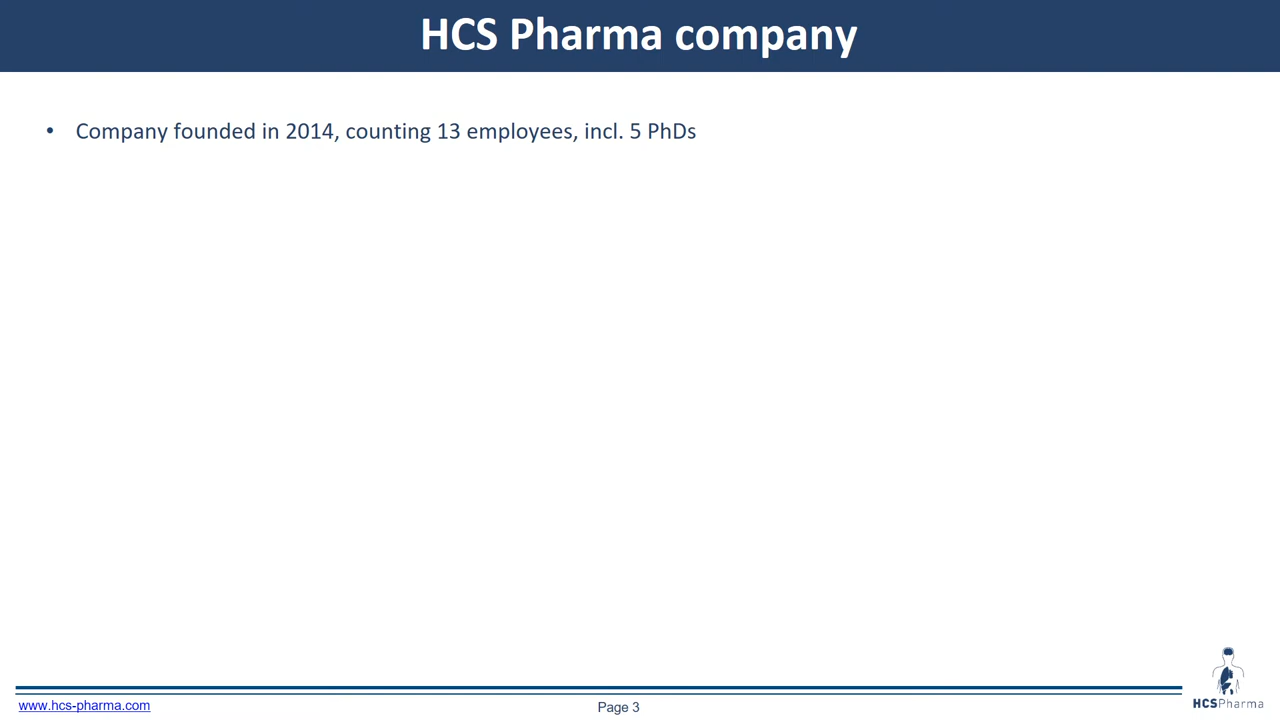 HCS Pharma company
• Company founded in 2014, counting 13 employees, incl. 5 PhDs
www.hcs-pharma.com
Page 3
HCSPharma